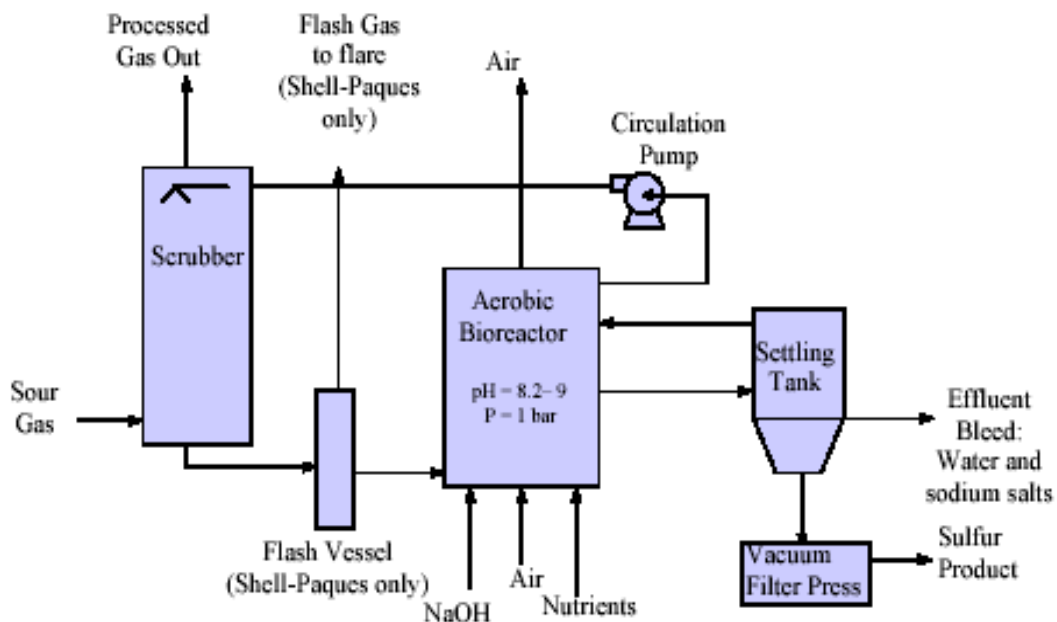 Processed
Gas Out
Flash Gas
to flare
(Shell-Paques
only)
Air
Circulation
Pump
Scrubber
Aerobic
Bioreactor
pH = 8.2– 9
P = 1 bar
Settling
Tank
Sour
Gas
Effluent
Bleed:
Water and
sodium salts
Flash Vessel
(Shell-Paques only)
NaOH
Air
Nutrients
Vacuum
Filter Press
Sulfur
Product